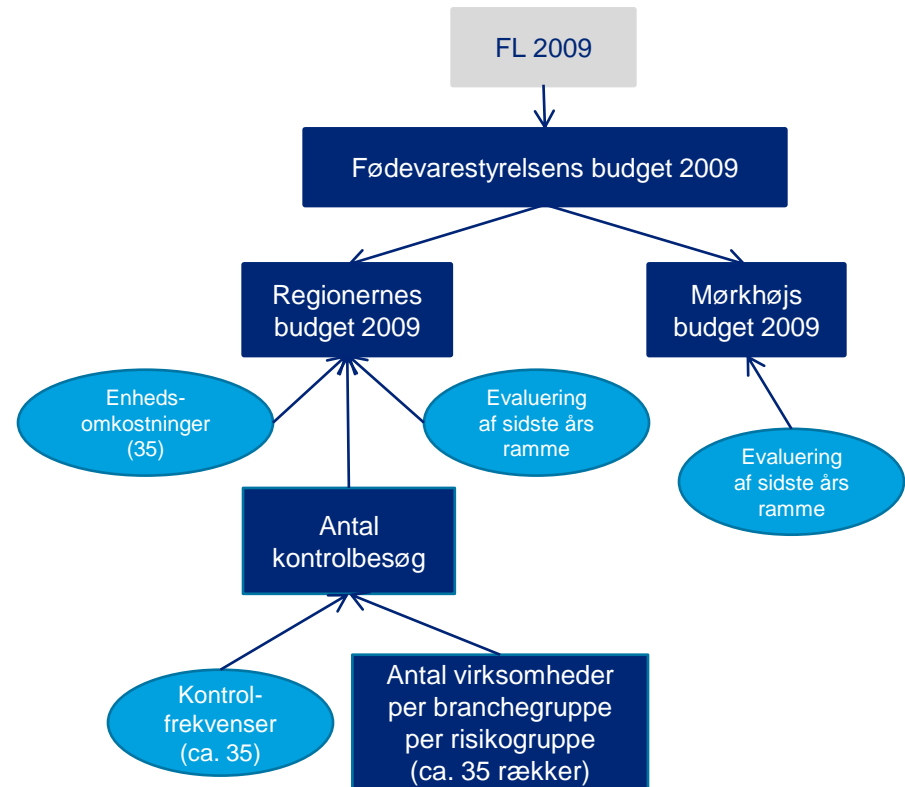 FL 2009
Fødevarestyrelsens budget 2009
Regionernes
budget 2009
Mørkhøjs
budget 2009
Enheds-
omkostninger
(35)
Evaluering
af sidste års
ramme
Evaluering
af sidste års
ramme
Antal
kontrolbesøg
Kontrol-
frekvenser
(ca. 35)
Antal virksomheder
per branchegruppe
per risikogruppe
(ca. 35 rækker)